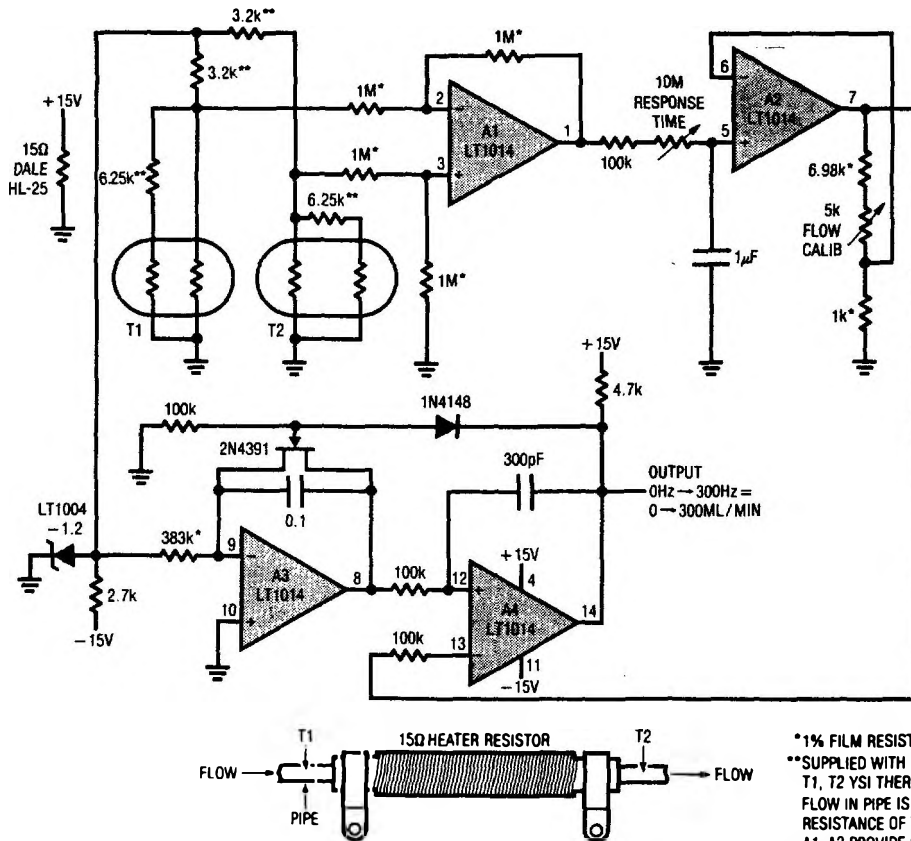 3.2k**
3.2k**
+15V
15Ω
DALE
HL-25
6.25k**
T1
1M*
1M*
6.25k**
T2
1M*
1M*
2
3
A1
LT1014
1
100k
10M
RESPONSE
TIME
6
5
A2
LT1014
7
1µF
6.98k*
5k
FLOW
CALIB
1k*
100k
1N4148
+15V
4.7k
2N4391
0.1
300pF
OUTPUT
0Hz→300Hz=
0→300ML/MIN
LT1004
−1.2
2.7k
−15V
383k*
9
10
A3
LT1014
8
100k
100k
12
13
+15V
4
A4
LT1014
14
11
−15V
T1
15Ω HEATER RESISTOR
T2
FLOW
FLOW
PIPE
*1% FILM RESIST
**SUPPLIED WITH
T1, T2 YSI THER
FLOW IN PIPE IS
RESISTANCE OF